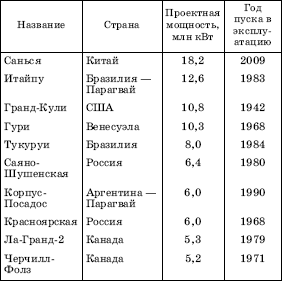 Название Страна Проектная мощность, млн кВт Год пуска в эксплу-атацию
Санься Китай 18,2 2009
Итайпу Бразилия — Парагвай 12,6 1983
Гранд-Кули США 10,8 1942
Гури Венесуэла 10,3 1968
Тукуруи Бразилия 8,0 1984
Саяно-Шушенская Россия 6,4 1980
Корпус-Посадос Аргентина — Парагвай 6,0 1990
Красноярская Россия 6,0 1968
Ла-Гранд-2 Канада 5,3 1979
Черчилл-Фолз Канада 5,2 1971